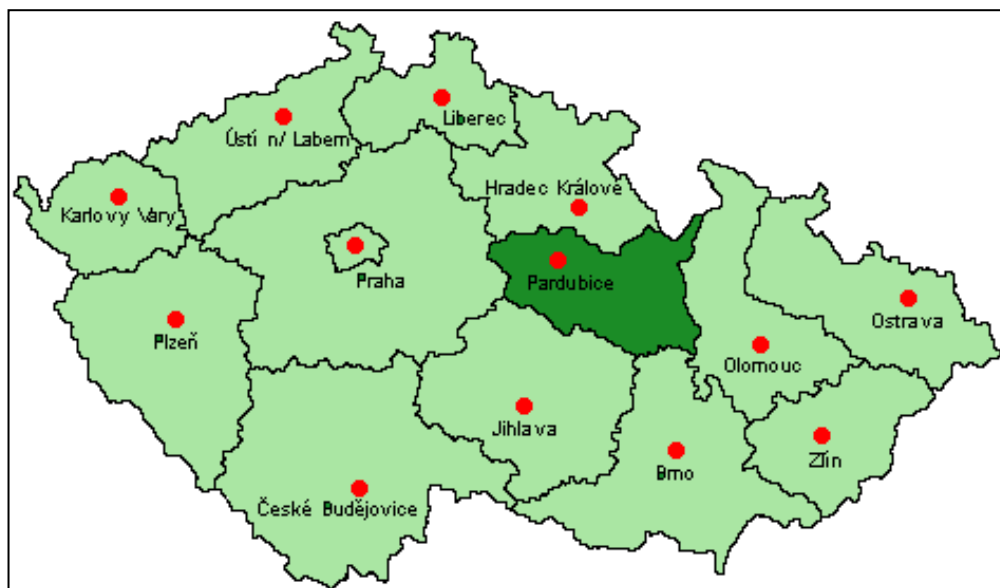 Liberec
Ústí n/ Labem
Hradec Králové
Karlovy Vary
Praha
Pardubice
Ostrava
Plzeň
Olomouc
Jihlava
Zlín
Brno
České Budějovice